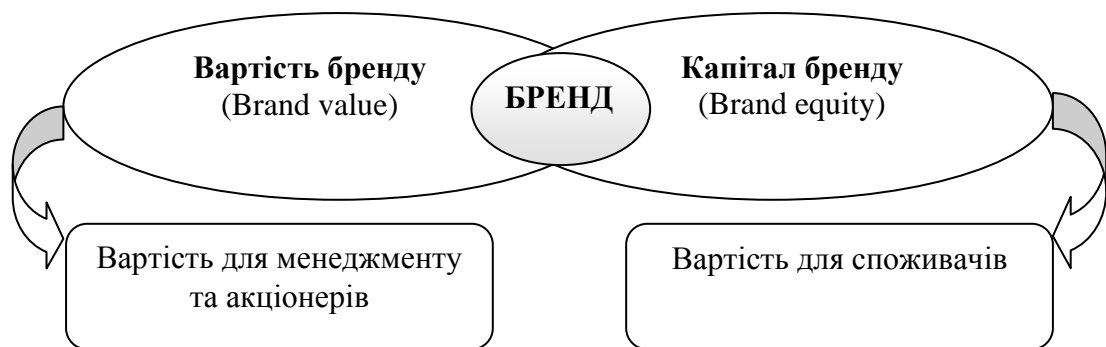 Вартість бренду
(Brand value)
БРЕНД
Капітал бренду
(Brand equity)
Вартість для менеджменту
та акціонерів
Вартість для споживачів